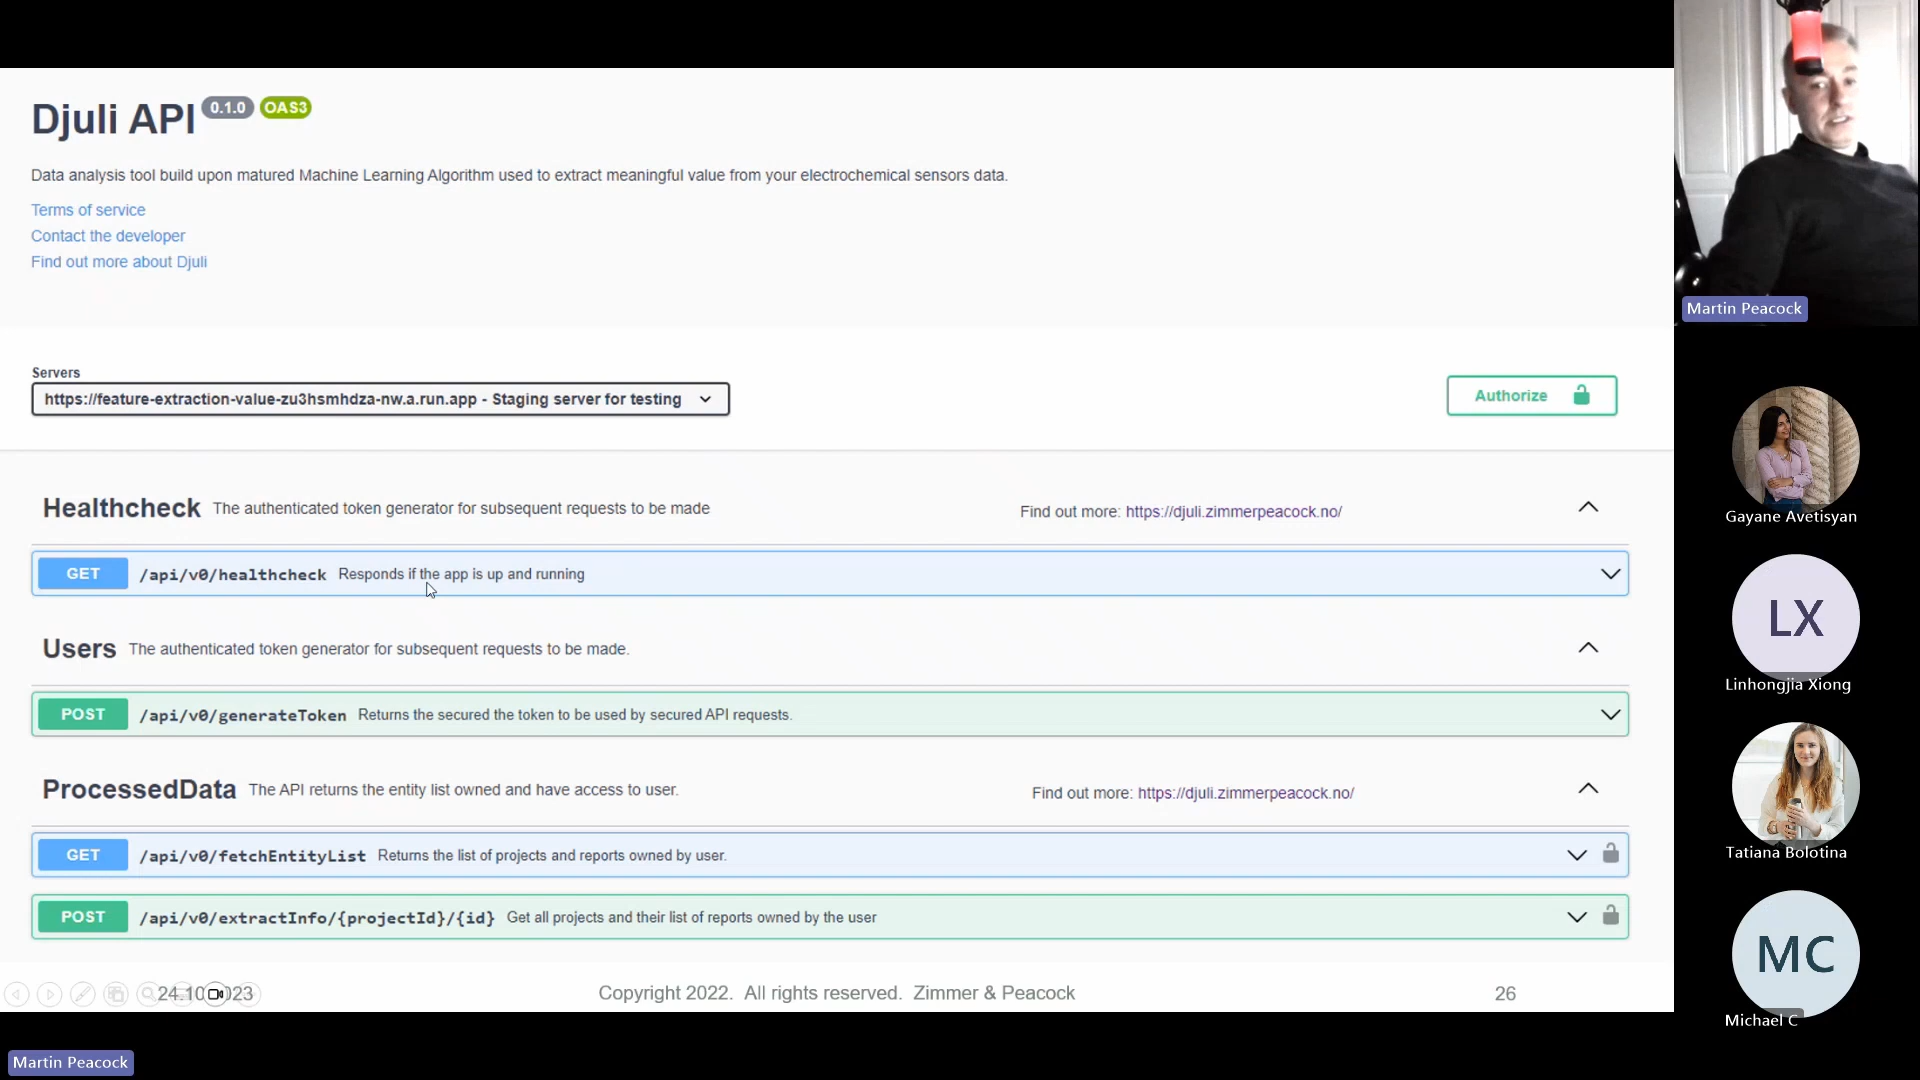 Djuli API 0.1.0 OAS3
Data analysis tool build upon matured Machine Learning Algorithm used to extract meaningful value from your electrochemical sensors data.
Terms of service
Contact the developer
Find out more about Djuli
Servers
https://feature-extraction-value-zu3hsmhdza-nw.a.run.app - Staging server for testing
Authorize
Healthcheck The authenticated token generator for subsequent requests to be made
Find out more: https://djuli.zimmerpeacock.no/
GET /api/v0/healthcheck Responds if the app is up and running
Users The authenticated token generator for subsequent requests to be made.
POST /api/v0/generateToken Returns the secured the token to be used by secured API requests.
ProcessedData The API returns the entity list owned and have access to user.
Find out more: https://djuli.zimmerpeacock.no/
GET /api/v0/fetchEntityList Returns the list of projects and reports owned by user.
POST /api/v0/extractInfo/{projectId}/{id} Get all projects and their list of reports owned by the user
Copyright 2022. All rights reserved. Zimmer & Peacock
26
Martin Peacock
Martin Peacock
Gayane Avetisyan
LX
Linhongjia Xiong
Tatiana Bolotina
MC
Michael C